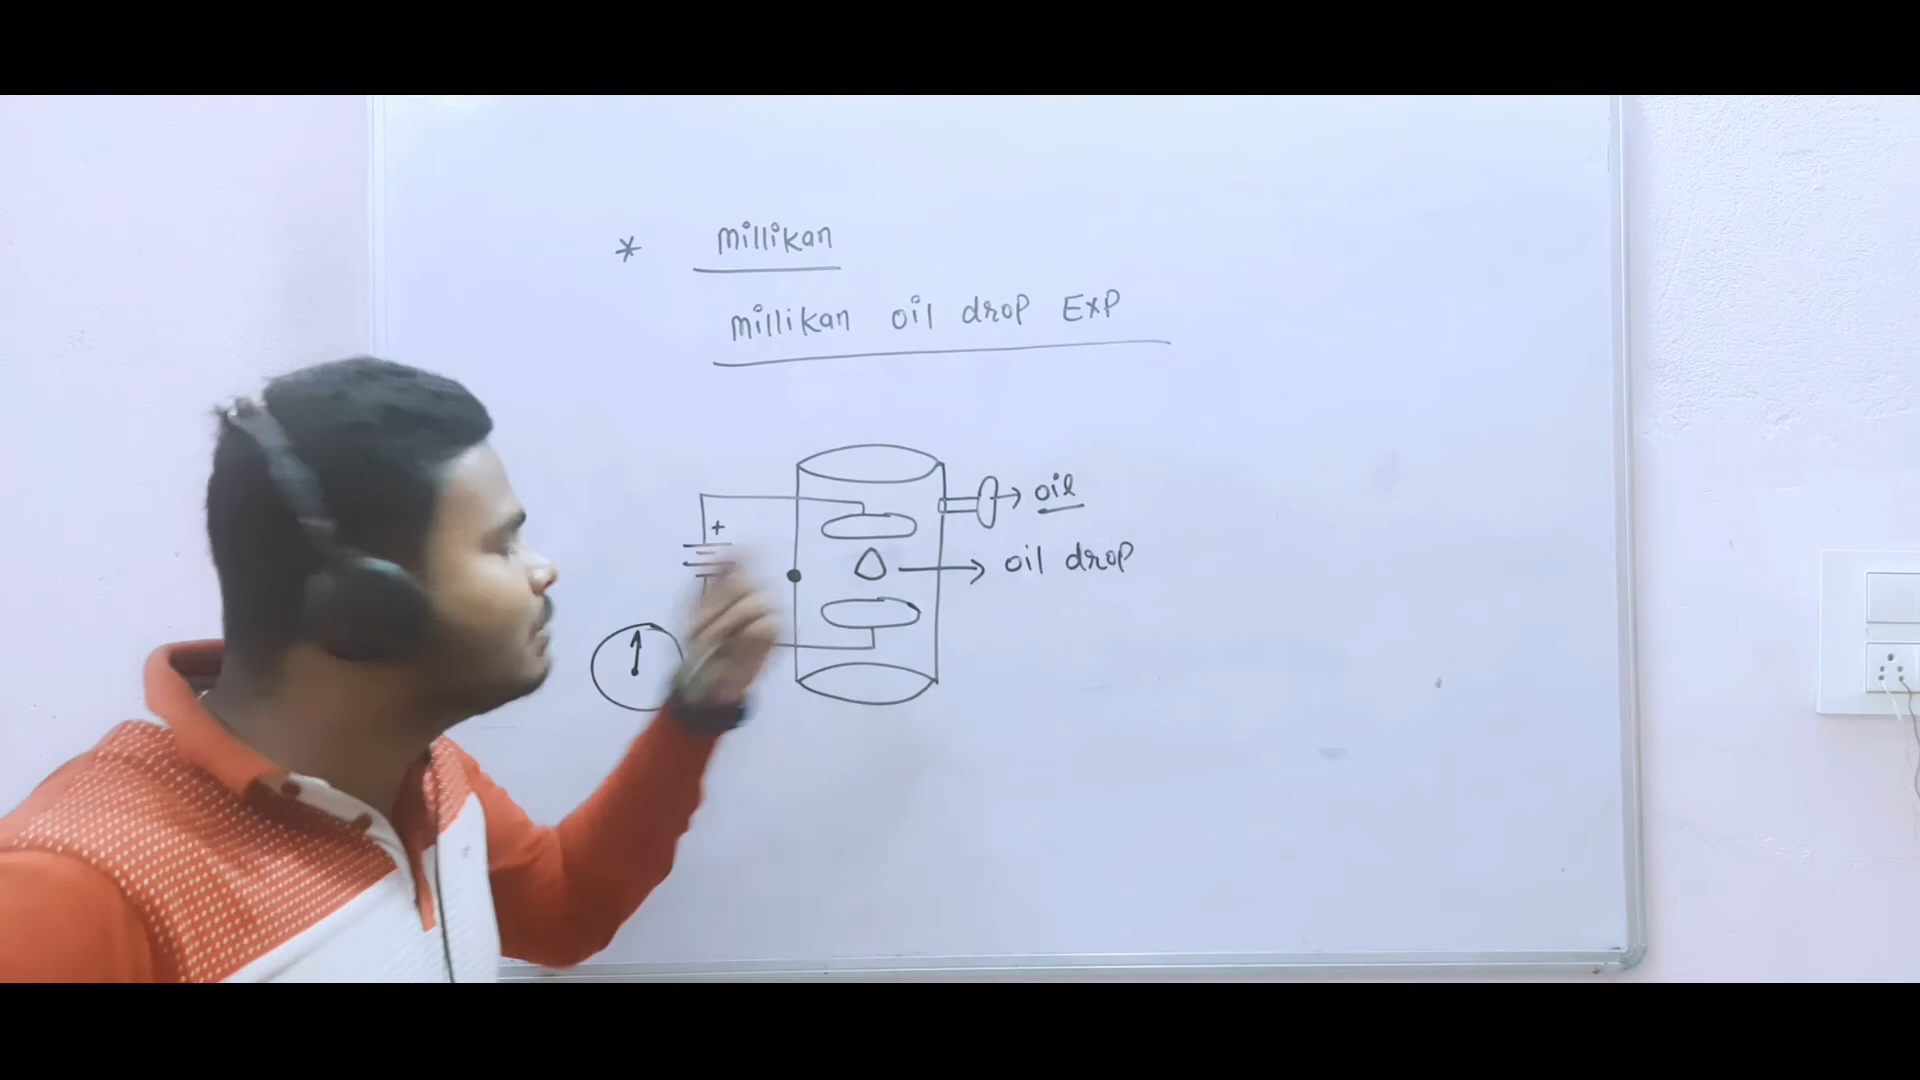 * millikan
millikan oil drop Exp
→ oil
+
→ oil drop